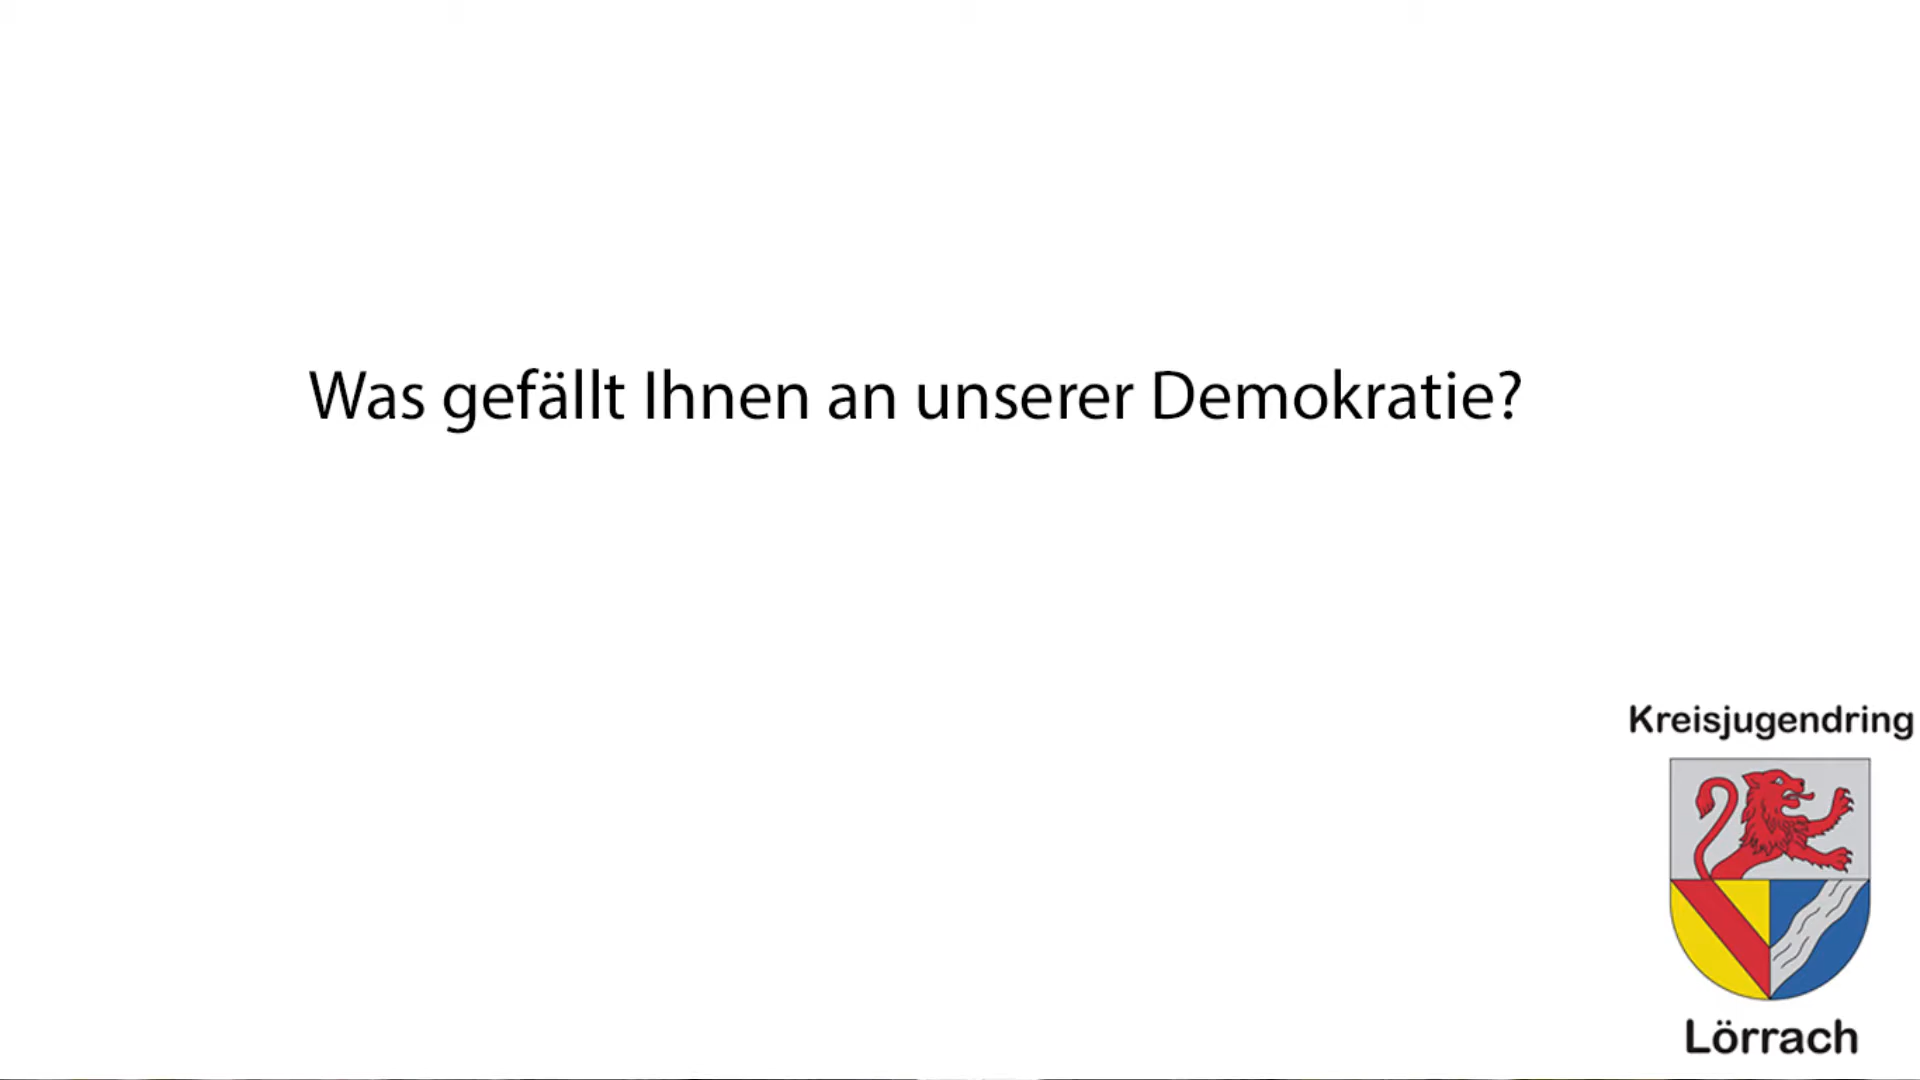 Was gefällt Ihnen an unserer Demokratie?
Kreisjugendring
Lörrach